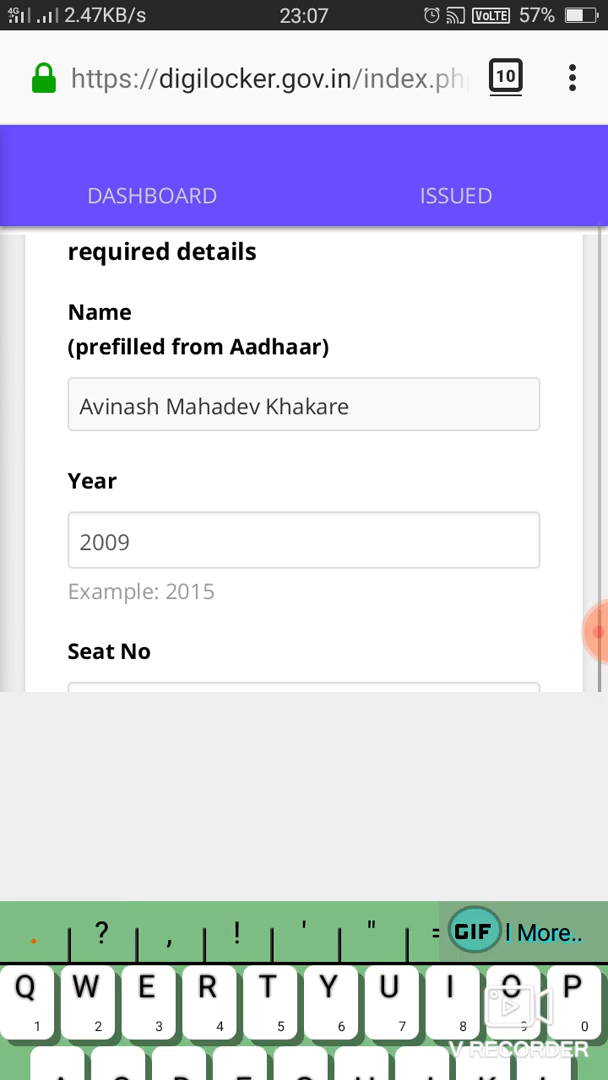 4G 2.47KB/s 23:07 VoLTE 57%
https://digilocker.gov.in/index.ph 10
DASHBOARD ISSUED
required details
Name
(prefilled from Aadhaar)
Avinash Mahadev Khakare
Year
2009
Example: 2015
Seat No
. ? , ! ' " = GIF More..
Q W E R T Y U I O P
1 2 3 4 5 6 7 8 9 0
V RECORDER